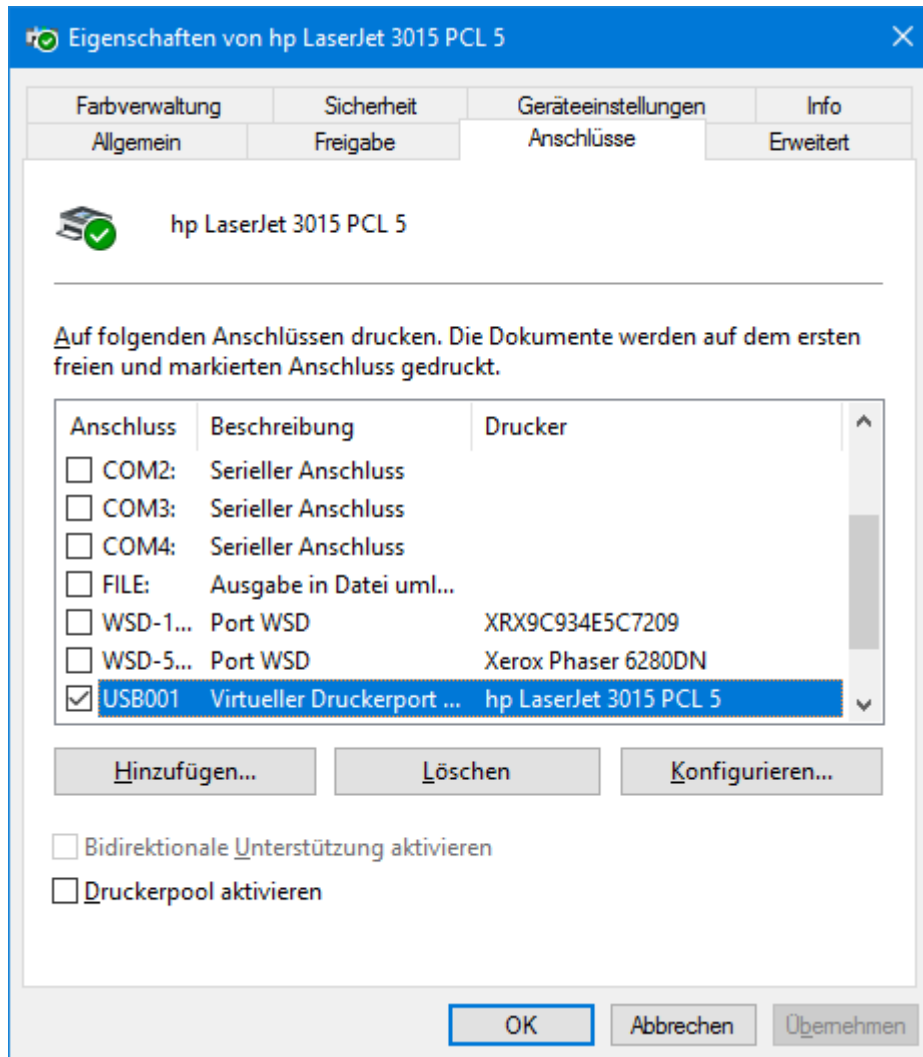 Eigenschaften von hp LaserJet 3015 PCL 5
Farbverwaltung Sicherheit Geräteeinstellungen Info
Allgemein Freigabe Anschlüsse Erweitert
hp LaserJet 3015 PCL 5
Auf folgenden Anschlüssen drucken. Die Dokumente werden auf dem ersten
freien und markierten Anschluss gedruckt.
Anschluss Beschreibung Drucker
COM2: Serieller Anschluss
COM3: Serieller Anschluss
COM4: Serieller Anschluss
FILE: Ausgabe in Datei uml...
WSD-1... Port WSD XRX9C934E5C7209
WSD-5... Port WSD Xerox Phaser 6280DN
USB001 Virtueller Druckerport ... hp LaserJet 3015 PCL 5
Hinzufügen... Löschen Konfigurieren...
Bidirektionale Unterstützung aktivieren
Druckerpool aktivieren
OK Abbrechen Übernehmen